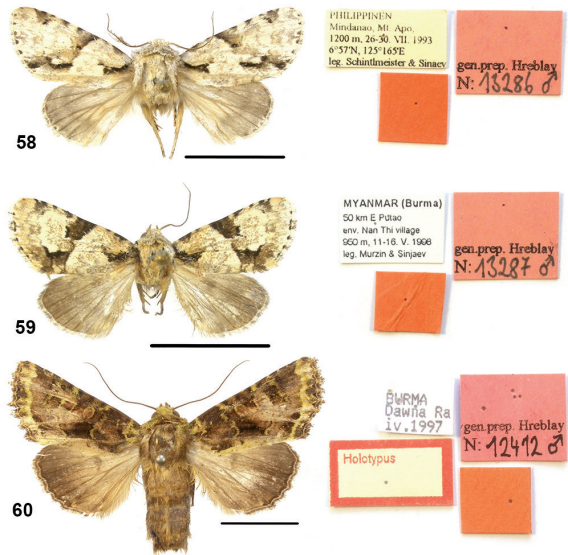 PHILIPPINEN
Mindanao, Mt. Apo,
1200 m, 26-30. VII. 1993
6°57'N, 125°165'E
leg. Schintlmeister & Sinaev
gen.prep. Hreblay
N: 13286 ♂
58
MYANMAR (Burma)
50 km E Putao
env. Nan Thi village
950 m, 11-16. V. 1998
leg. Murzin & Sinjaev
gen.prep. Hreblay
N: 13287 ♂
59
BURMA
Dawna Ra
iv.1997
gen.prep. Hreblay
N: 12412 ♂
Holotypus
60